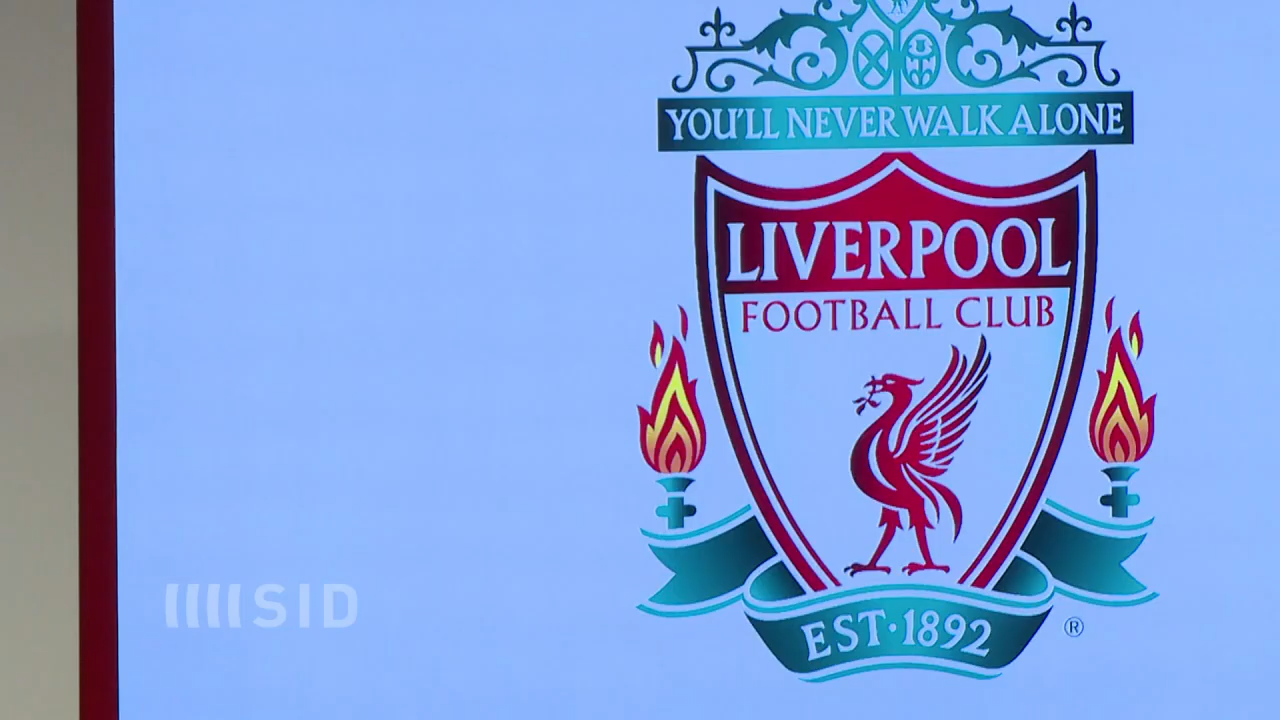 YOU'LL NEVER WALK ALONE
LIVERPOOL
FOOTBALL CLUB
EST·1892
®
SID